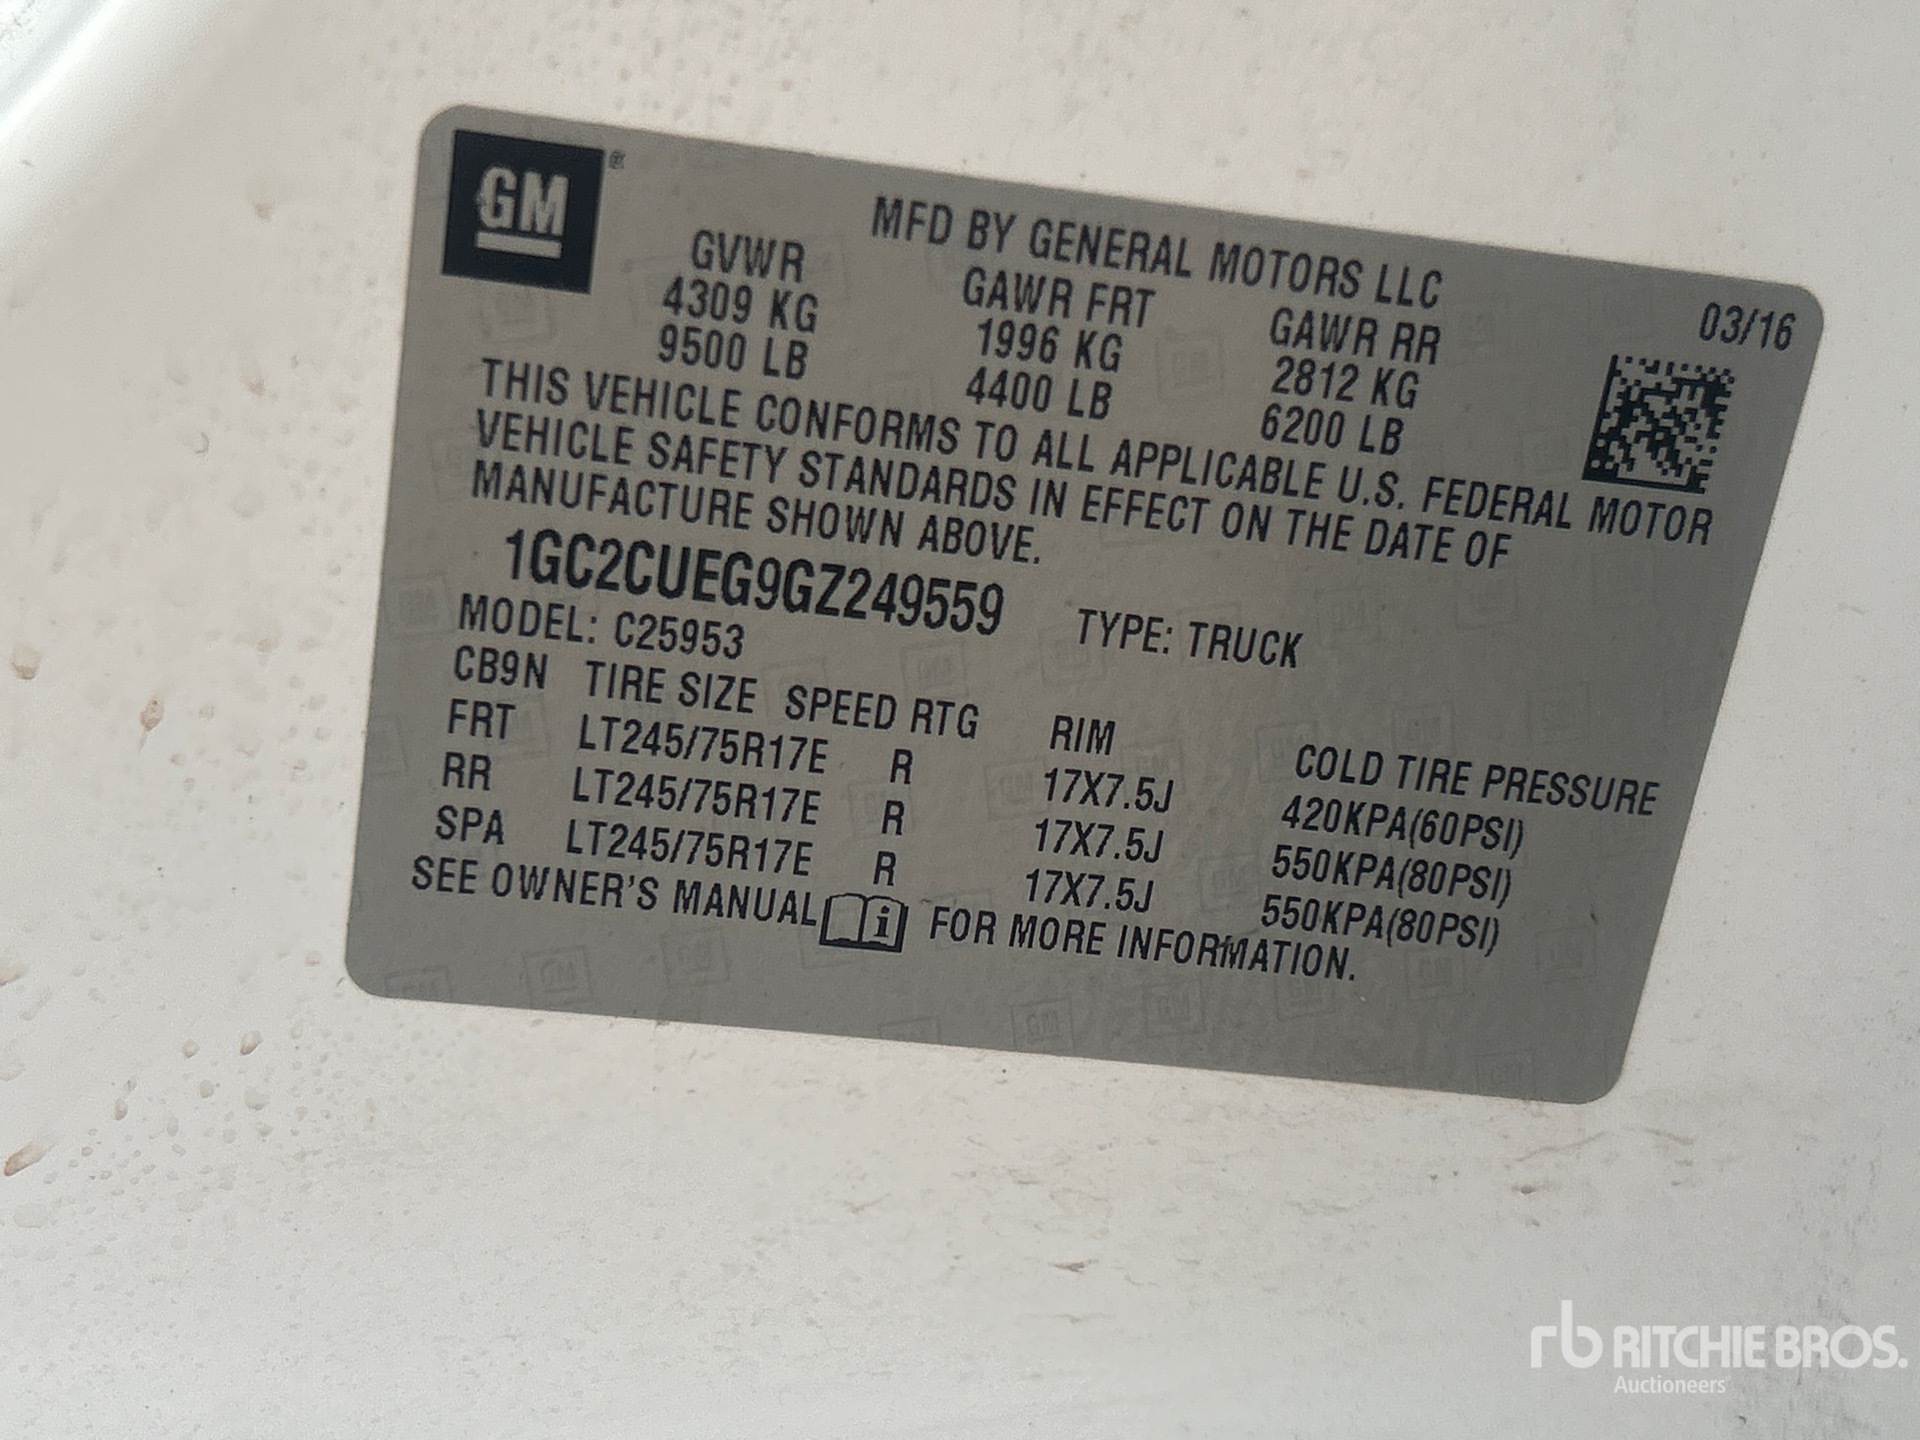 GM
MFD BY GENERAL MOTORS LLC
03/16
GVWR GAWR FRT GAWR RR
4309 KG 1996 KG 2812 KG
9500 LB 4400 LB 6200 LB
THIS VEHICLE CONFORMS TO ALL APPLICABLE U.S. FEDERAL MOTOR
VEHICLE SAFETY STANDARDS IN EFFECT ON THE DATE OF
MANUFACTURE SHOWN ABOVE.
1GC2CUEG9GZ249559 TYPE: TRUCK
MODEL: C25953
CB9N TIRE SIZE SPEED RTG RIM COLD TIRE PRESSURE
FRT LT245/75R17E R 17X7.5J 420KPA(60PSI)
RR LT245/75R17E R 17X7.5J 550KPA(80PSI)
SPA LT245/75R17E R 17X7.5J 550KPA(80PSI)
SEE OWNER'S MANUAL i FOR MORE INFORMATION.
rb RITCHIE BROS.
Auctioneers